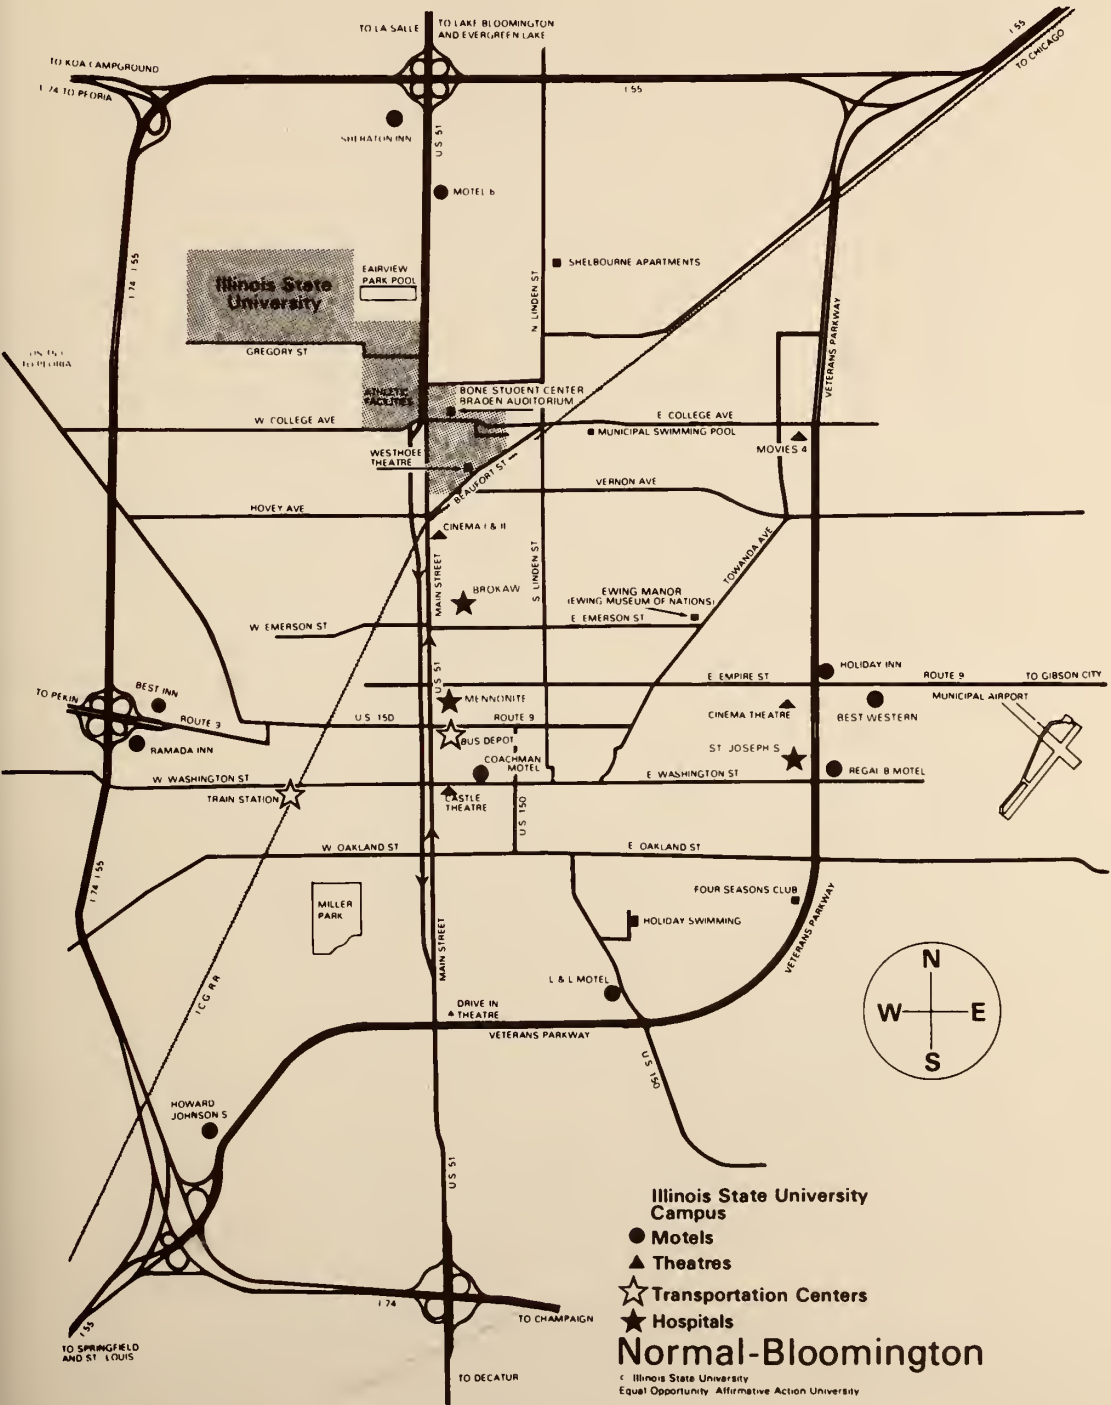 TO LA SALLE
TO LAKE BLOOMINGTON
AND EVERGREEN LAKE
I 55
TO CHICAGO
TO KOA CAMPGROUND
I 74 TO PEORIA
I 55
SHERATON INN
U S 51
MOTEL 6
I 74 I 55
Illinois State
University
FAIRVIEW
PARK POOL
SHELBOURNE APARTMENTS
N LINDEN ST
VETERANS PARKWAY
GREGORY ST
TO PEORIA
ATHLETIC
FACILITIES
BONE STUDENT CENTER
BRADEN AUDITORIUM
W COLLEGE AVE
E COLLEGE AVE
MUNICIPAL SWIMMING POOL
MOVIES 4
WESTHOFF
THEATRE
BEAUFORT ST
VERNON AVE
HOVEY AVE
CINEMA I & II
MAIN STREET
S LINDEN ST
TOWANDA AVE
BROKAW
EWING MANOR
(EWING MUSEUM OF NATIONS)
W EMERSON ST
E EMERSON ST
U S 51
HOLIDAY INN
E EMPIRE ST
ROUTE 9
TO GIBSON CITY
TO PEKIN
BEST INN
MENNONITE
CINEMA THEATRE
BEST WESTERN
MUNICIPAL AIRPORT
ROUTE 9
U S 150
ROUTE 9
RAMADA INN
BUS DEPOT
COACHMAN
MOTEL
ST JOSEPH S
REGAL 8 MOTEL
W WASHINGTON ST
E WASHINGTON ST
TRAIN STATION
CASTLE
THEATRE
U S 150
W OAKLAND ST
E OAKLAND ST
I 74 I 55
MILLER
PARK
FOUR SEASONS CLUB
HOLIDAY SWIMMING
MAIN STREET
VETERANS PARKWAY
I C G R R
L & L MOTEL
DRIVE IN
THEATRE
VETERANS PARKWAY
N
W E
S
U S 150
HOWARD
JOHNSON S
U S 51
I 74
TO CHAMPAIGN
I 55
TO SPRINGFIELD
AND ST LOUIS
TO DECATUR
Illinois State University
Campus
Motels
Theatres
Transportation Centers
Hospitals
Normal-Bloomington
c Illinois State University
Equal Opportunity Affirmative Action University